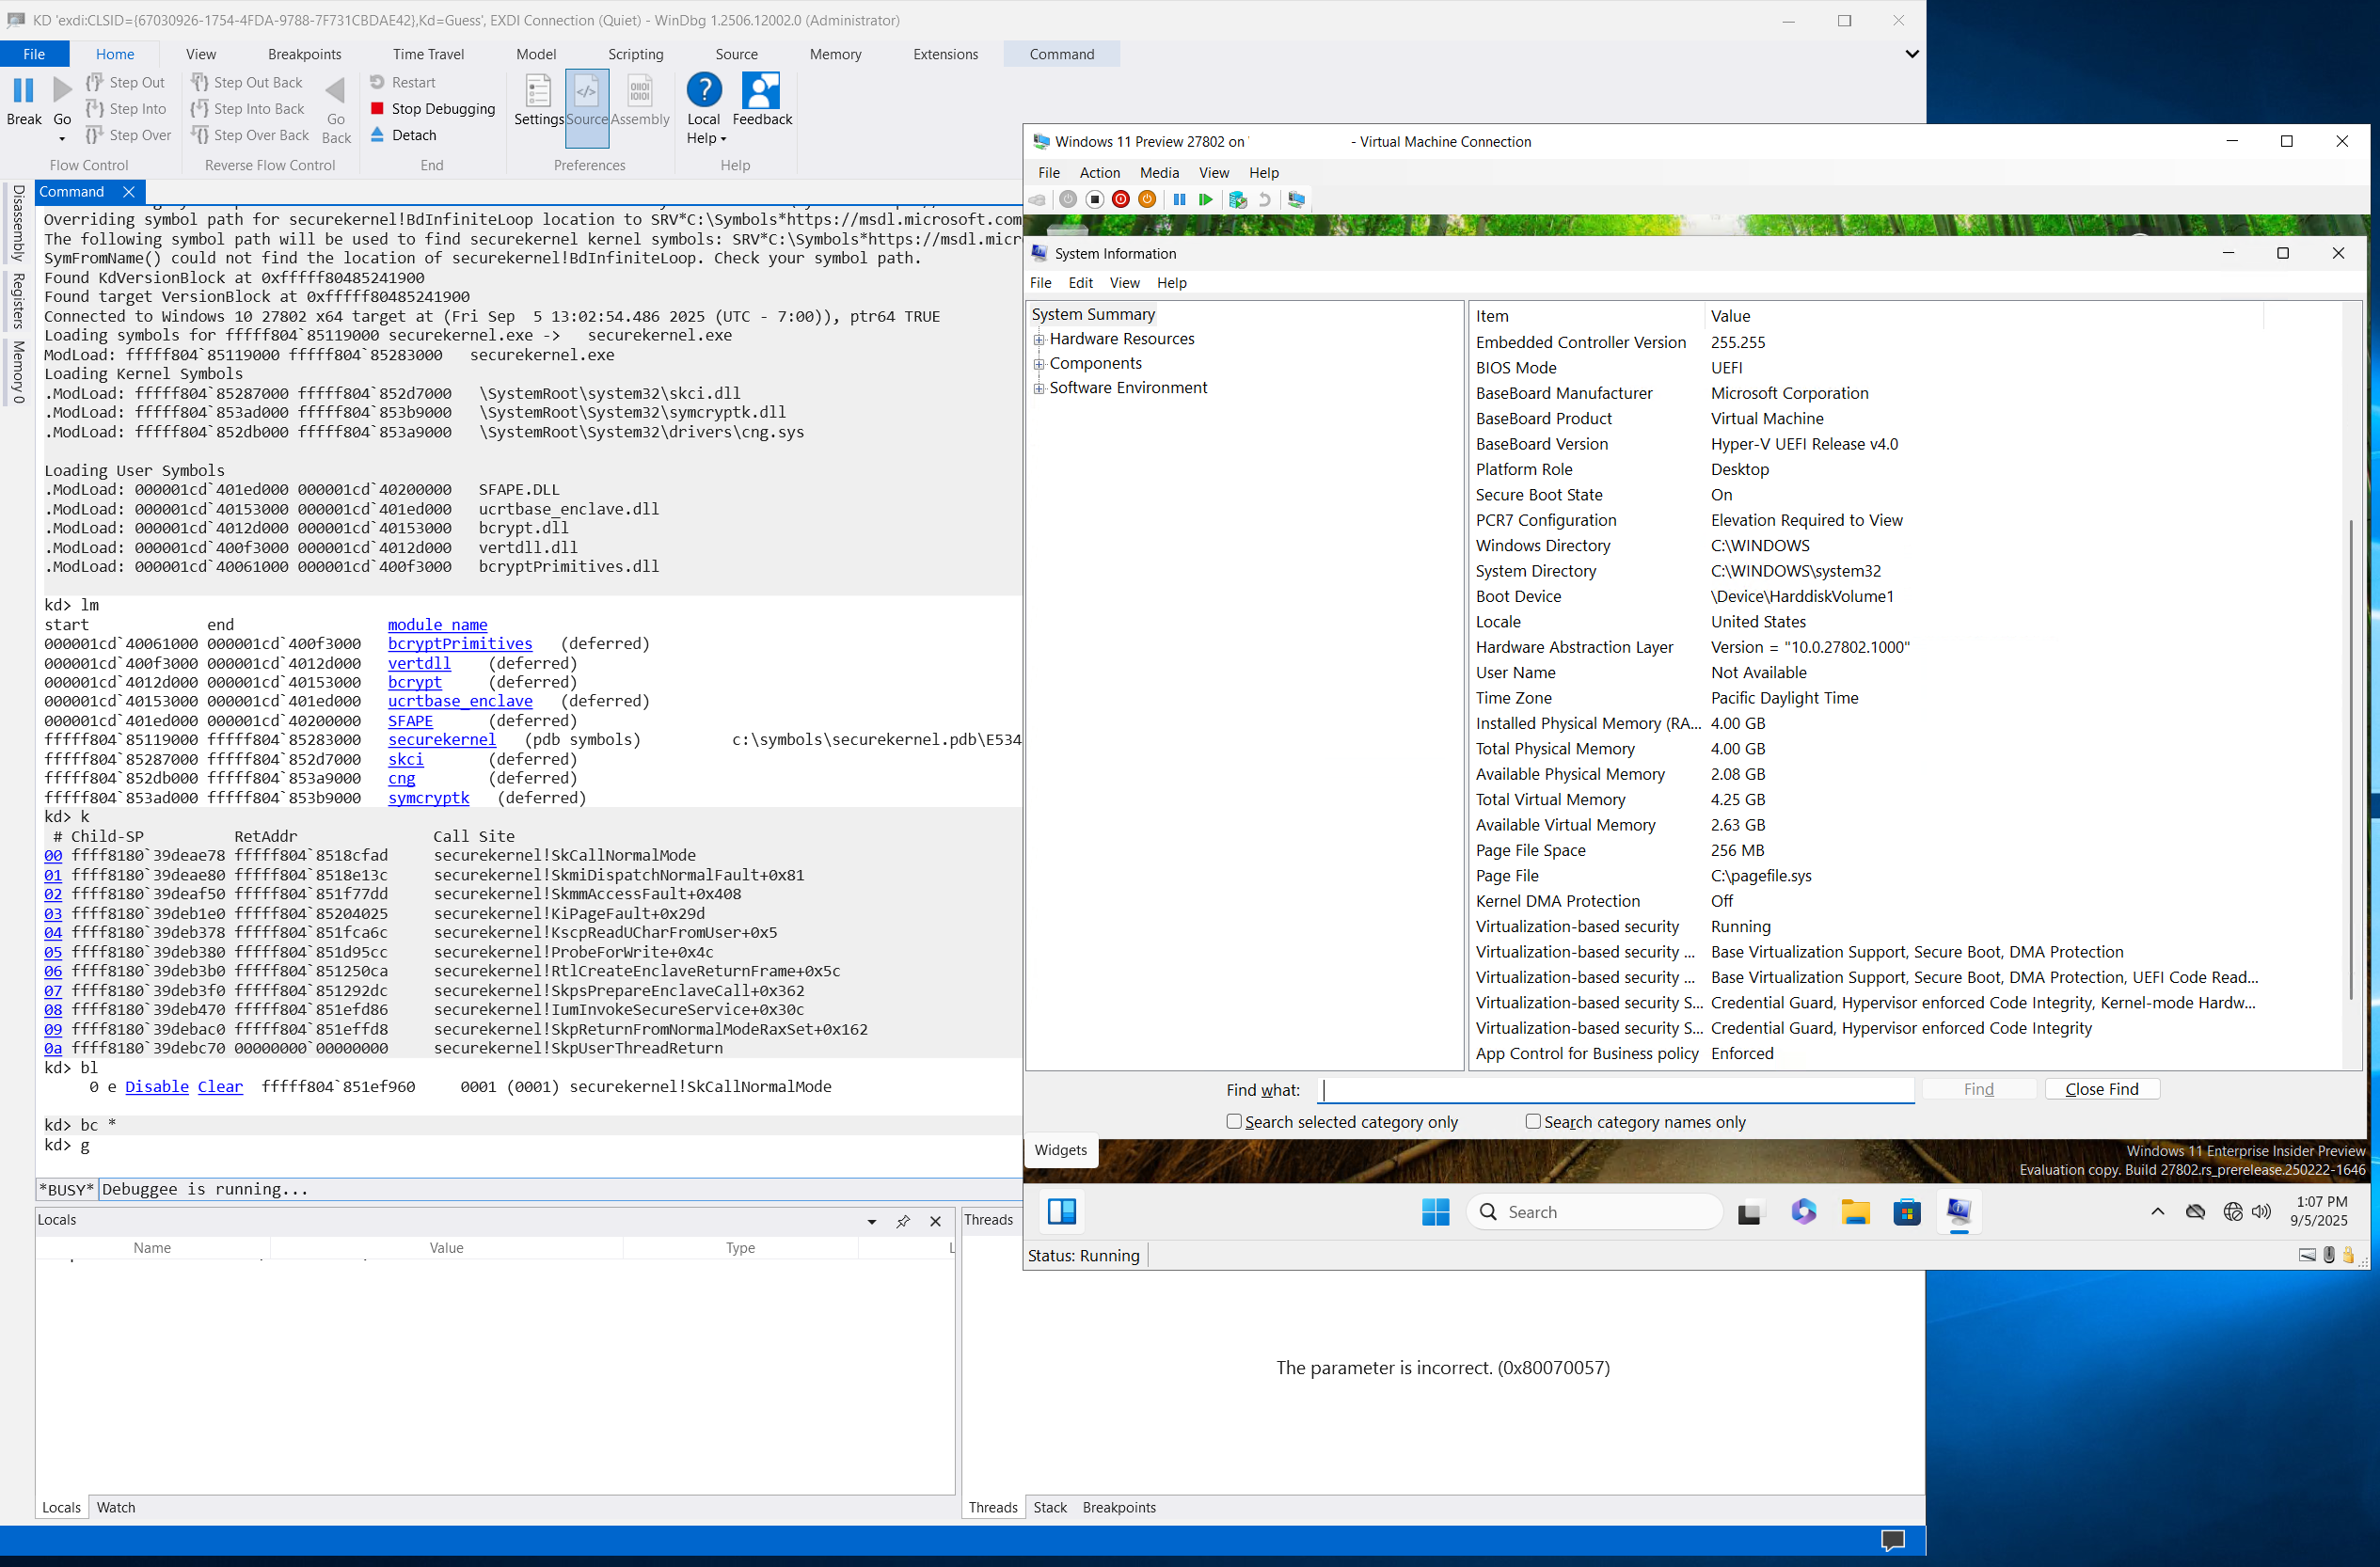 KD 'exdi:CLSID={67030926-1754-4FDA-9788-7F731CBDAE42},Kd=Guess', EXDI Connection (Quiet) - WinDbg 1.2506.12002.0 (Administrator)
File Home View Breakpoints Time Travel Model Scripting Source Memory Extensions Command
Break
Go
Step Out
Step Into
Step Over
Flow Control
Step Out Back
Step Into Back
Step Over Back
Go Back
Reverse Flow Control
Restart
Stop Debugging
Detach
End
Settings Source Assembly
Preferences
Local Help
Feedback
Help
Disassembly
Registers
Memory 0
Command
Overriding symbol path for securekernel!BdInfiniteLoop location to SRV*C:\Symbols*https://msdl.microsoft.com
The following symbol path will be used to find securekernel kernel symbols: SRV*C:\Symbols*https://msdl.micr
SymFromName() could not find the location of securekernel!BdInfiniteLoop. Check your symbol path.
Found KdVersionBlock at 0xfffff80485241900
Found target VersionBlock at 0xfffff80485241900
Connected to Windows 10 27802 x64 target at (Fri Sep  5 13:02:54.486 2025 (UTC - 7:00)), ptr64 TRUE
Loading symbols for fffff804`85119000 securekernel.exe ->   securekernel.exe
ModLoad: fffff804`85119000 fffff804`85283000   securekernel.exe
Loading Kernel Symbols
.ModLoad: fffff804`85287000 fffff804`852d7000   \SystemRoot\system32\skci.dll
.ModLoad: fffff804`853ad000 fffff804`853b9000   \SystemRoot\System32\symcryptk.dll
.ModLoad: fffff804`852db000 fffff804`853a9000   \SystemRoot\System32\drivers\cng.sys
Loading User Symbols
.ModLoad: 000001cd`401ed000 000001cd`40200000   SFAPE.DLL
.ModLoad: 000001cd`40153000 000001cd`401ed000   ucrtbase_enclave.dll
.ModLoad: 000001cd`4012d000 000001cd`40153000   bcrypt.dll
.ModLoad: 000001cd`400f3000 000001cd`4012d000   vertdll.dll
.ModLoad: 000001cd`40061000 000001cd`400f3000   bcryptPrimitives.dll
kd> lm
start             end                 module name
000001cd`40061000 000001cd`400f3000   bcryptPrimitives   (deferred)
000001cd`400f3000 000001cd`4012d000   vertdll    (deferred)
000001cd`4012d000 000001cd`40153000   bcrypt     (deferred)
000001cd`40153000 000001cd`401ed000   ucrtbase_enclave   (deferred)
000001cd`401ed000 000001cd`40200000   SFAPE      (deferred)
fffff804`85119000 fffff804`85283000   securekernel   (pdb symbols)          c:\symbols\securekernel.pdb\E534
fffff804`85287000 fffff804`852d7000   skci       (deferred)
fffff804`852db000 fffff804`853a9000   cng        (deferred)
fffff804`853ad000 fffff804`853b9000   symcryptk   (deferred)
kd> k
 # Child-SP          RetAddr               Call Site
00 ffff8180`39deae78 fffff804`8518cfad     securekernel!SkCallNormalMode
01 ffff8180`39deae80 fffff804`8518e13c     securekernel!SkmiDispatchNormalFault+0x81
02 ffff8180`39deaf50 fffff804`851f77dd     securekernel!SkmmAccessFault+0x408
03 ffff8180`39deb1e0 fffff804`85204025     securekernel!KiPageFault+0x29d
04 ffff8180`39deb378 fffff804`851fca6c     securekernel!KscpReadUCharFromUser+0x5
05 ffff8180`39deb380 fffff804`851d95cc     securekernel!ProbeForWrite+0x4c
06 ffff8180`39deb3b0 fffff804`851250ca     securekernel!RtlCreateEnclaveReturnFrame+0x5c
07 ffff8180`39deb3f0 fffff804`851292dc     securekernel!SkpsPrepareEnclaveCall+0x362
08 ffff8180`39deb470 fffff804`851efd86     securekernel!IumInvokeSecureService+0x30c
09 ffff8180`39debac0 fffff804`851effd8     securekernel!SkpReturnFromNormalModeRaxSet+0x162
0a ffff8180`39debc70 00000000`00000000     securekernel!SkpUserThreadReturn
kd> bl
     0 e Disable Clear  fffff804`851ef960     0001 (0001) securekernel!SkCallNormalMode
kd> bc *
kd> g
*BUSY* Debuggee is running...
Locals
Name Value Type
Locals Watch
Threads
The parameter is incorrect. (0x80070057)
Threads Stack Breakpoints
Windows 11 Preview 27802 on ' - Virtual Machine Connection
File Action Media View Help
System Information
File Edit View Help
System Summary
Hardware Resources
Components
Software Environment
Item Value
Embedded Controller Version 255.255
BIOS Mode UEFI
BaseBoard Manufacturer Microsoft Corporation
BaseBoard Product Virtual Machine
BaseBoard Version Hyper-V UEFI Release v4.0
Platform Role Desktop
Secure Boot State On
PCR7 Configuration Elevation Required to View
Windows Directory C:\WINDOWS
System Directory C:\WINDOWS\system32
Boot Device \Device\HarddiskVolume1
Locale United States
Hardware Abstraction Layer Version = "10.0.27802.1000"
User Name Not Available
Time Zone Pacific Daylight Time
Installed Physical Memory (RA... 4.00 GB
Total Physical Memory 4.00 GB
Available Physical Memory 2.08 GB
Total Virtual Memory 4.25 GB
Available Virtual Memory 2.63 GB
Page File Space 256 MB
Page File C:\pagefile.sys
Kernel DMA Protection Off
Virtualization-based security Running
Virtualization-based security ... Base Virtualization Support, Secure Boot, DMA Protection
Virtualization-based security ... Base Virtualization Support, Secure Boot, DMA Protection, UEFI Code Read...
Virtualization-based security S... Credential Guard, Hypervisor enforced Code Integrity, Kernel-mode Hardw...
Virtualization-based security S... Credential Guard, Hypervisor enforced Code Integrity
App Control for Business policy Enforced
Find what:
Find
Close Find
Search selected category only
Search category names only
Widgets
Windows 11 Enterprise Insider Preview
Evaluation copy. Build 27802.rs_prerelease.250222-1646
Search
1:07 PM
9/5/2025
Status: Running